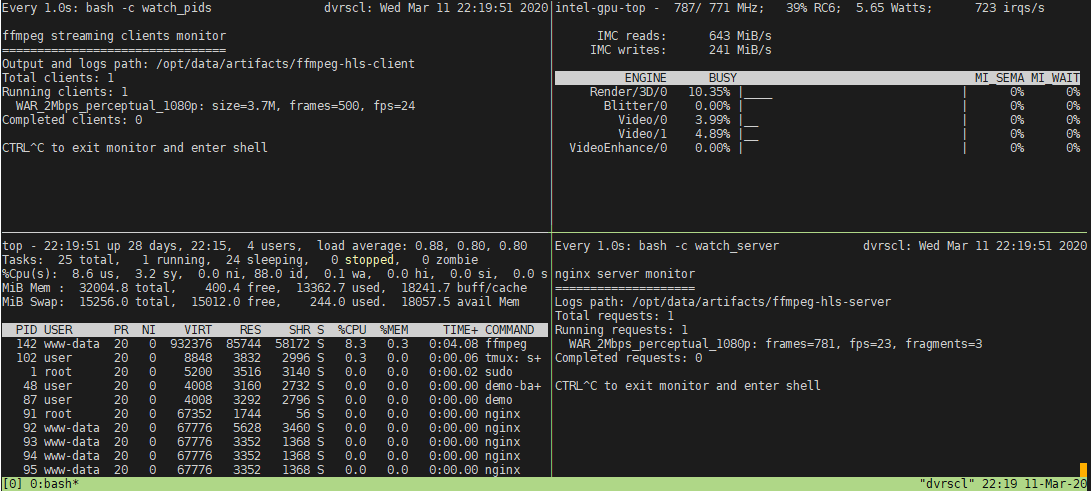 Every 1.0s: bash -c watch_pids                dvrscl: Wed Mar 11 22:19:51 2020
ffmpeg streaming clients monitor
================================
Output and logs path: /opt/data/artifacts/ffmpeg-hls-client
Total clients: 1
Running clients: 1
  WAR_2Mbps_perceptual_1080p: size=3.7M, frames=500, fps=24
Completed clients: 0
CTRL^C to exit monitor and enter shell
intel-gpu-top -  787/ 771 MHz;   39% RC6;  5.65 Watts;      723 irqs/s
      IMC reads:      643 MiB/s
     IMC writes:      241 MiB/s
          ENGINE      BUSY                                  MI_SEMA MI_WAIT
     Render/3D/0   10.35% |____                           |      0%      0%
       Blitter/0    0.00% |                               |      0%      0%
         Video/0    3.99% |__                             |      0%      0%
         Video/1    4.89% |__                             |      0%      0%
  VideoEnhance/0    0.00% |                               |      0%      0%
top - 22:19:51 up 28 days, 22:15,  4 users,  load average: 0.88, 0.80, 0.80
Tasks:  25 total,   1 running,  24 sleeping,   0 stopped,   0 zombie
%Cpu(s):  8.6 us,  3.2 sy,  0.0 ni, 88.0 id,  0.1 wa,  0.0 hi,  0.0 si,  0.0 s
MiB Mem :  32004.8 total,    400.4 free,  13362.7 used,  18241.7 buff/cache
MiB Swap:  15256.0 total,  15012.0 free,    244.0 used.  18057.5 avail Mem
  PID USER      PR  NI    VIRT    RES    SHR S  %CPU  %MEM     TIME+ COMMAND
  142 www-data  20   0  932376  85744  58172 S   8.3   0.3   0:04.08 ffmpeg
  102 user      20   0    8848   3832   2996 S   0.3   0.0   0:00.06 tmux: s+
    1 root      20   0    5200   3516   3140 S   0.0   0.0   0:00.02 sudo
   48 user      20   0    4008   3160   2732 S   0.0   0.0   0:00.00 demo-ba+
   87 user      20   0    4008   3292   2796 S   0.0   0.0   0:00.00 demo
   91 root      20   0   67352   1744     56 S   0.0   0.0   0:00.00 nginx
   92 www-data  20   0   67776   5628   3460 S   0.0   0.0   0:00.00 nginx
   93 www-data  20   0   67776   3352   1368 S   0.0   0.0   0:00.00 nginx
   94 www-data  20   0   67776   3352   1368 S   0.0   0.0   0:00.00 nginx
   95 www-data  20   0   67776   3352   1368 S   0.0   0.0   0:00.00 nginx
Every 1.0s: bash -c watch_server            dvrscl: Wed Mar 11 22:19:51 2020
nginx server monitor
====================
Logs path: /opt/data/artifacts/ffmpeg-hls-server
Total requests: 1
Running requests: 1
  WAR_2Mbps_perceptual_1080p: frames=781, fps=23, fragments=3
Completed requests: 0
CTRL^C to exit monitor and enter shell
[0] 0:bash*                "dvrscl" 22:19 11-Mar-20